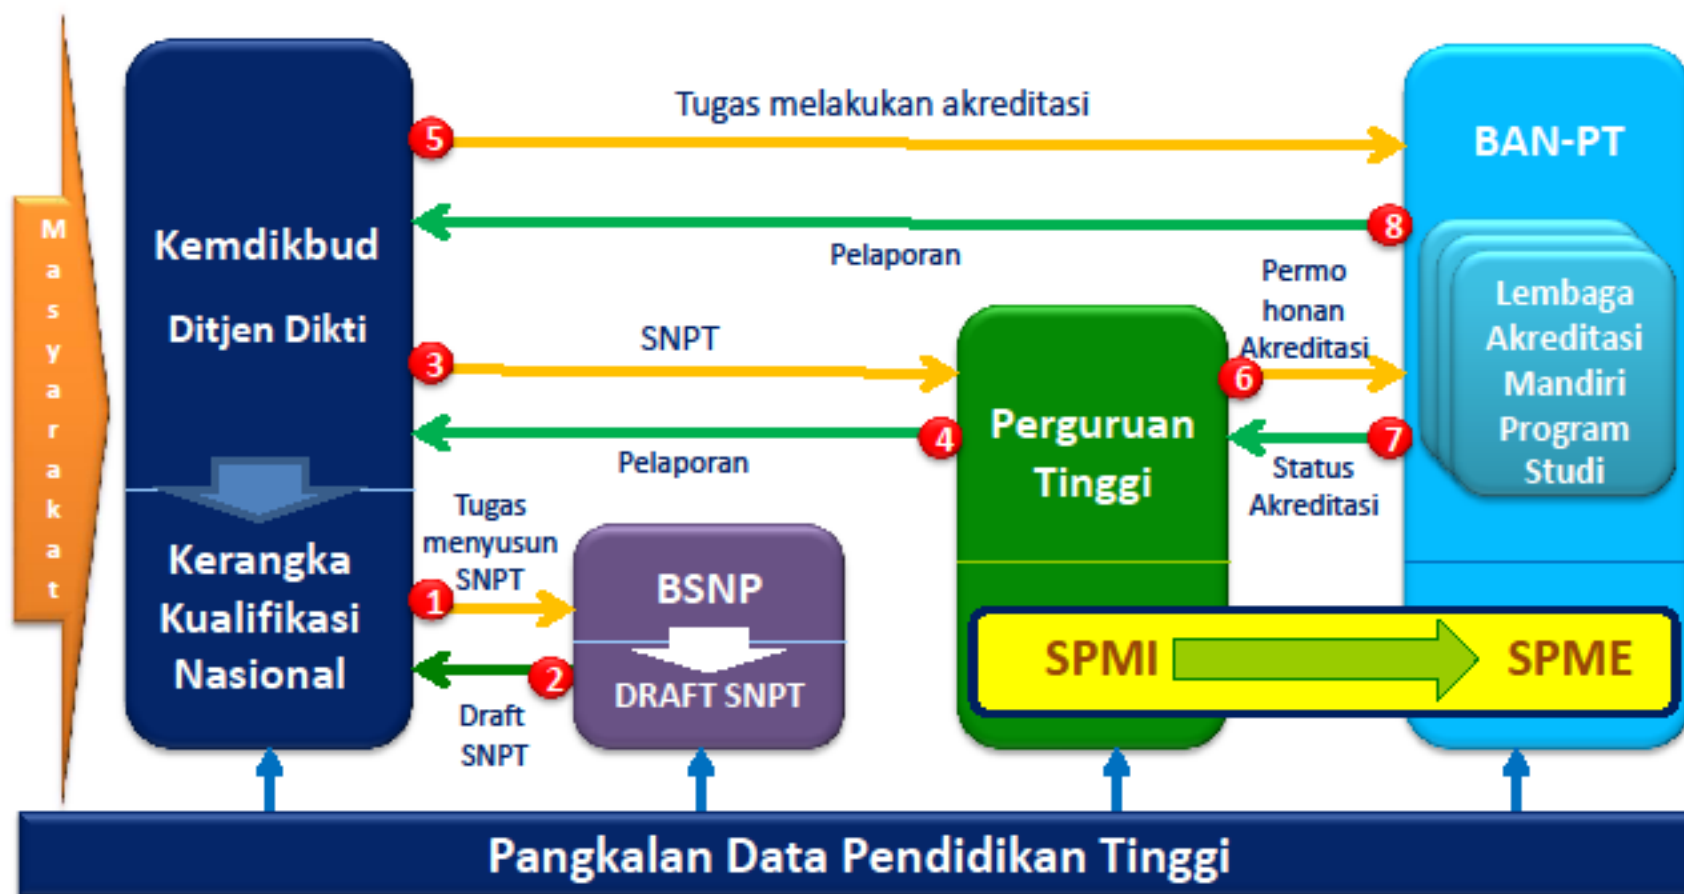 Masyarakat
Kemdikbud
Ditjen Dikti
Kerangka
Kualifikasi
Nasional
5
Tugas melakukan akreditasi
8
Pelaporan
3
SNPT
4
Pelaporan
1
Tugas
menyusun
SNPT
2
Draft
SNPT
BSNP
DRAFT SNPT
Perguruan
Tinggi
6
Permo
honan
Akreditasi
7
Status
Akreditasi
BAN-PT
Lembaga
Akreditasi
Mandiri
Program
Studi
SPMI
SPME
Pangkalan Data Pendidikan Tinggi